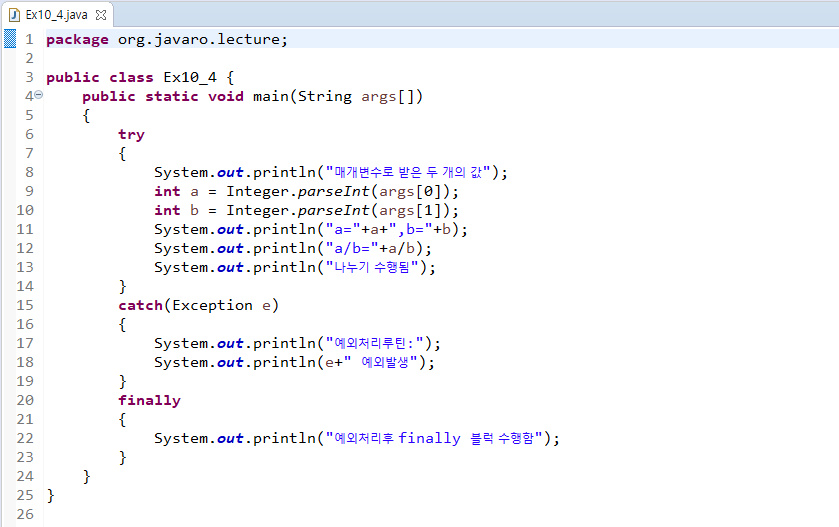 Ex10_4.java
1 package org.javaro.lecture;
2
3 public class Ex10_4 {
4     public static void main(String args[])
5     {
6         try
7         {
8             System.out.println("매개변수로 받은 두 개의 값");
9             int a = Integer.parseInt(args[0]);
10             int b = Integer.parseInt(args[1]);
11             System.out.println("a="+a+",b="+b);
12             System.out.println("a/b="+a/b);
13             System.out.println("나누기 수행됨");
14         }
15         catch(Exception e)
16         {
17             System.out.println("예외처리루틴:");
18             System.out.println(e+" 예외발생");
19         }
20         finally
21         {
22             System.out.println("예외처리후 finally 블럭 수행함");
23         }
24     }
25 }
26